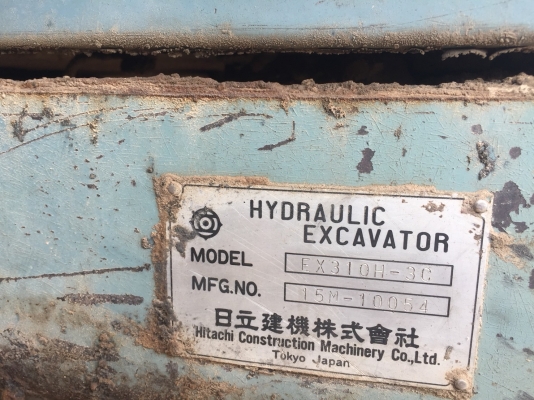 HYDRAULIC
EXCAVATOR
MODEL EX310H-3C
MFG.NO. 15M-10054
日立建機株式會社
Hitachi Construction Machinery Co.,Ltd.
Tokyo Japan